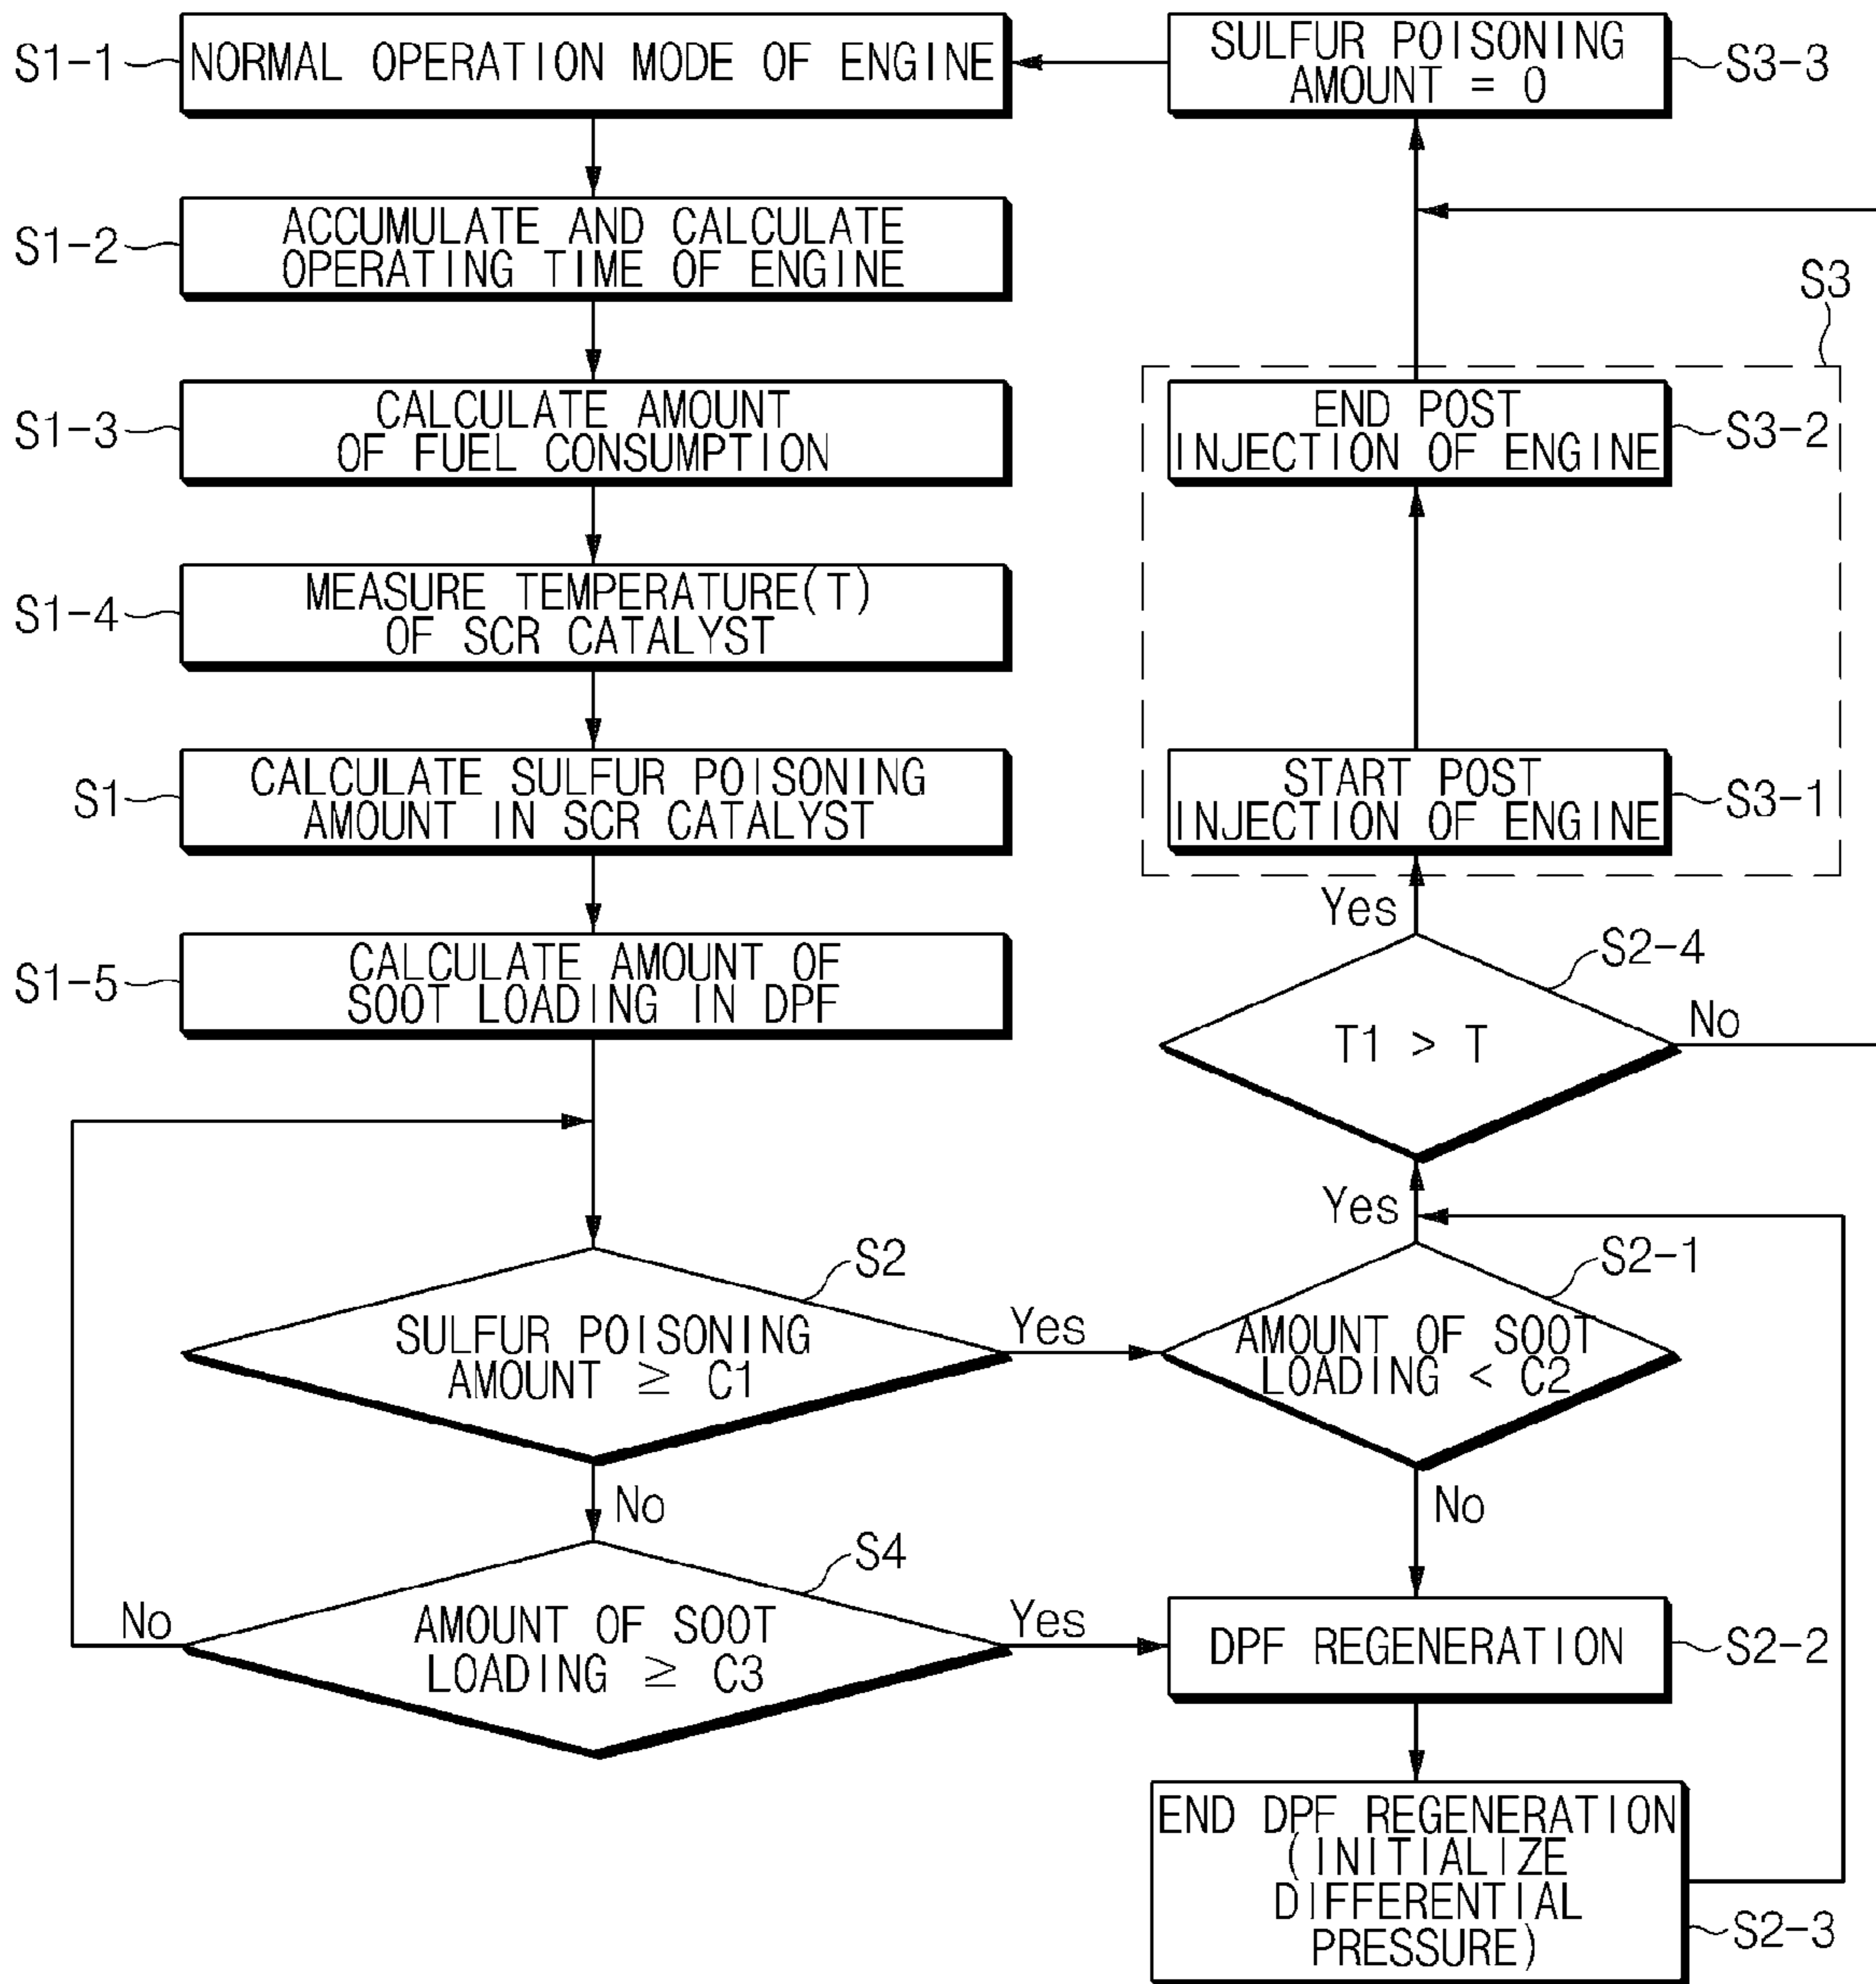 S1-1
NORMAL OPERATION MODE OF ENGINE
SULFUR POISONING
AMOUNT = 0
S3-3
S1-2
ACCUMULATE AND CALCULATE
OPERATING TIME OF ENGINE
S3
S1-3
CALCULATE AMOUNT
OF FUEL CONSUMPTION
END POST
INJECTION OF ENGINE
S3-2
S1-4
MEASURE TEMPERATURE(T)
OF SCR CATALYST
S1
CALCULATE SULFUR POISONING
AMOUNT IN SCR CATALYST
START POST
INJECTION OF ENGINE
S3-1
Yes
S1-5
CALCULATE AMOUNT OF
SOOT LOADING IN DPF
S2-4
T1 > T
No
Yes
S2
SULFUR POISONING
AMOUNT ≥ C1
Yes
S2-1
AMOUNT OF SOOT
LOADING < C2
No
No
S4
No
AMOUNT OF SOOT
LOADING ≥ C3
Yes
DPF REGENERATION
S2-2
END DPF REGENERATION
(INITIALIZE
DIFFERENTIAL
PRESSURE)
S2-3